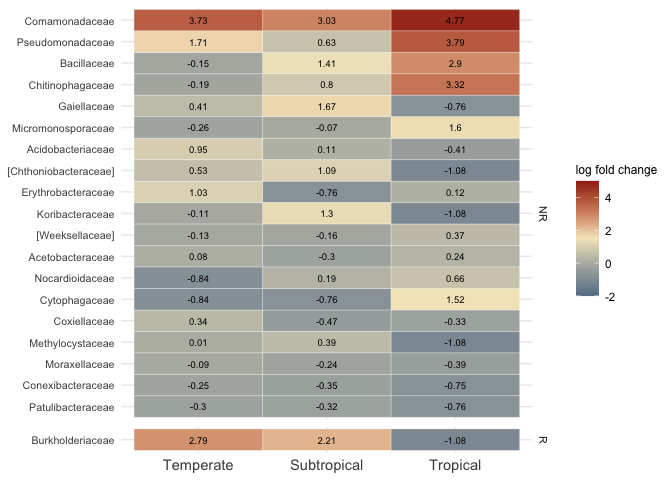 Comamonadaceae 3.73 3.03 4.77
Pseudomonadaceae 1.71 0.63 3.79
Bacillaceae -0.15 1.41 2.9
Chitinophagaceae -0.19 0.8 3.32
Gaiellaceae 0.41 1.67 -0.76
Micromonosporaceae -0.26 -0.07 1.6
Acidobacteriaceae 0.95 0.11 -0.41
[Chthoniobacteraceae] 0.53 1.09 -1.08
Erythrobacteraceae 1.03 -0.76 0.12
Koribacteraceae -0.11 1.3 -1.08
[Weeksellaceae] -0.13 -0.16 0.37
Acetobacteraceae 0.08 -0.3 0.24
Nocardioidaceae -0.84 0.19 0.66
Cytophagaceae -0.84 -0.76 1.52
Coxiellaceae 0.34 -0.47 -0.33
Methylocystaceae 0.01 0.39 -1.08
Moraxellaceae -0.09 -0.24 -0.39
Conexibacteraceae -0.25 -0.35 -0.75
Patulibacteraceae -0.3 -0.32 -0.76
NR
Burkholderiaceae 2.79 2.21 -1.08
R
Temperate Subtropical Tropical
log fold change
4
2
0
-2